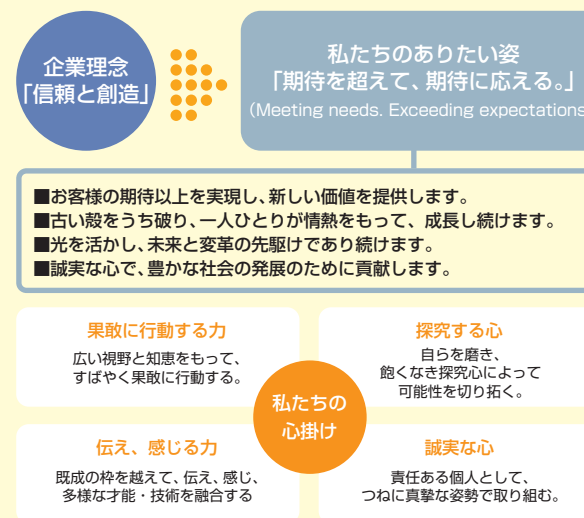 企業理念
「信頼と創造」
私たちのありたい姿
「期待を超えて、期待に応える。」
(Meeting needs. Exceeding expectations
■お客様の期待以上を実現し、新しい価値を提供します。
■古い殻をうち破り、一人ひとりが情熱をもって、成長し続けます。
■光を活かし、未来と変革の先駆けであり続けます。
■誠実な心で、豊かな社会の発展のために貢献します。
果敢に行動する力
広い視野と知恵をもって、
すばやく果敢に行動する。
探究する心
自らを磨き、
飽くなき探究心によって
可能性を切り拓く。
私たちの
心掛け
伝え、感じる力
既成の枠を越えて、伝え、感じ、
多様な才能・技術を融合する
誠実な心
責任ある個人として、
つねに真摯な姿勢で取り組む。